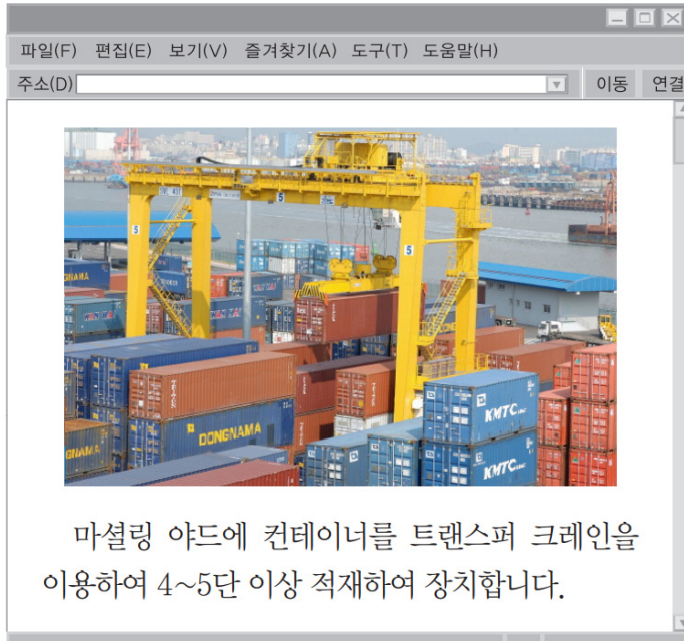 파일(F) 편집(E) 보기(V) 즐겨찾기(A) 도구(T) 도움말(H)
주소(D) 이동 연결
5
5
5
DONGNAMA
DONGNAMA
KMTC
KMTC
마셜링 야드에 컨테이너를 트랜스퍼 크레인을
이용하여 4~5단 이상 적재하여 장치합니다.